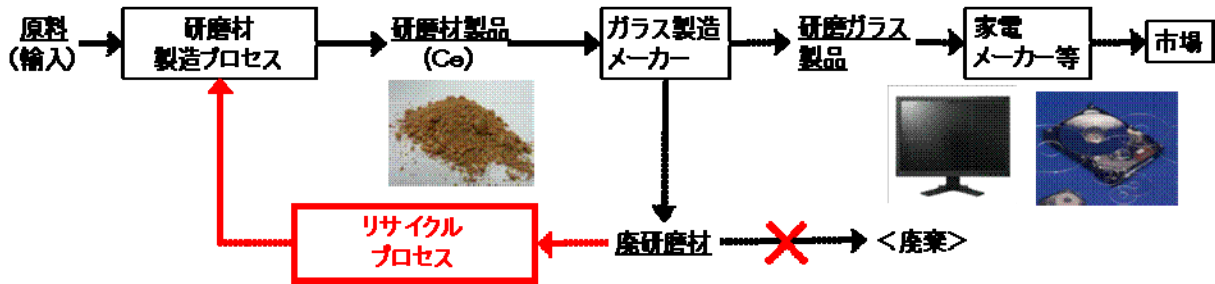 原料
(輸入)
研磨材
製造プロセス
研磨材製品
(Ce)
ガラス製造
メーカー
研磨ガラス
製品
家電
メーカー等
市場
リサイクル
プロセス
廃研磨材
<廃棄>